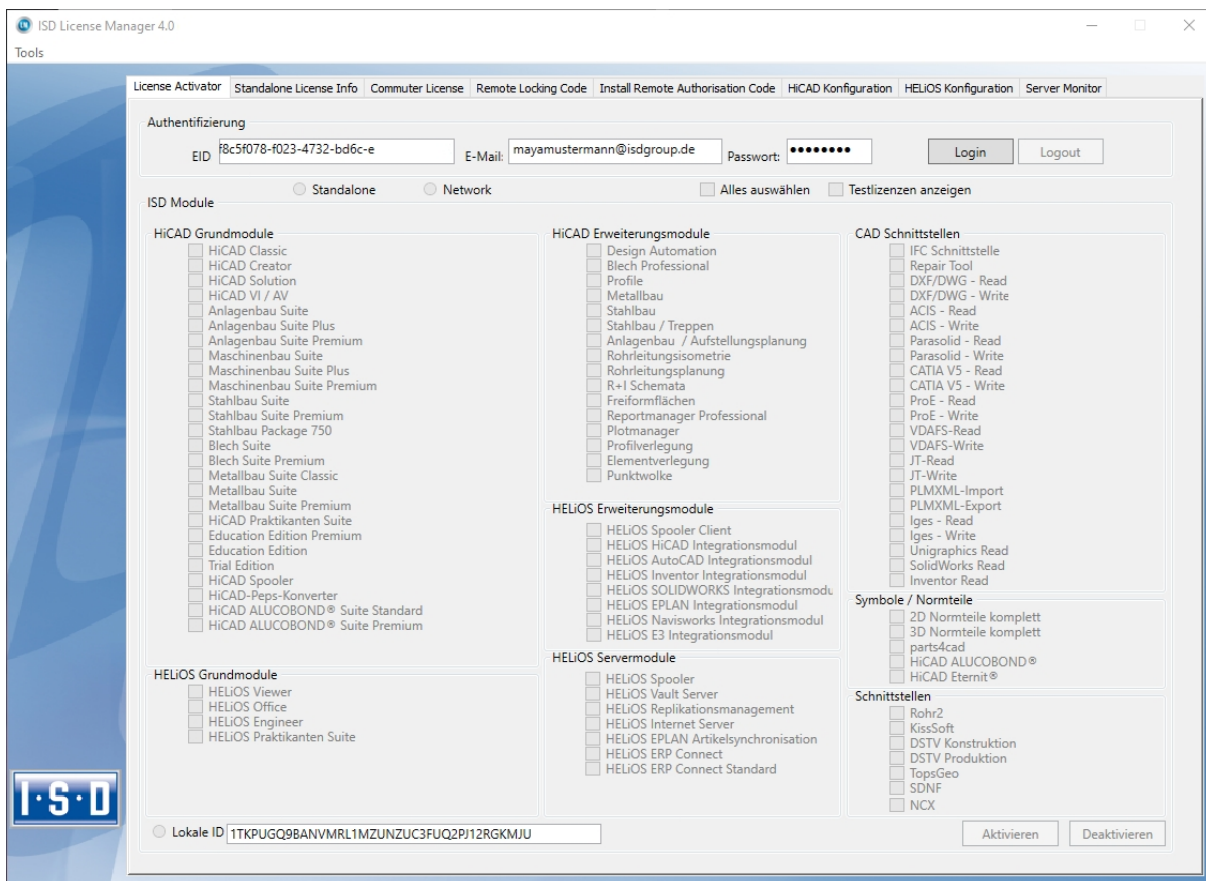 ISD License Manager 4.0
Tools
License Activator Standalone License Info Commuter License Remote Locking Code Install Remote Authorisation Code HiCAD Konfiguration HELiOS Konfiguration Server Monitor
Authentifizierung
EID f8c5f078-f023-4732-bd6c-e E-Mail: mayamustermann@isdgroup.de Passwort: ●●●●●●●● Login Logout
Standalone Network Alles auswählen Testlizenzen anzeigen
ISD Module
HiCAD Grundmodule
HiCAD Classic
HiCAD Creator
HiCAD Solution
HiCAD VI / AV
Anlagenbau Suite
Anlagenbau Suite Plus
Anlagenbau Suite Premium
Maschinenbau Suite
Maschinenbau Suite Plus
Maschinenbau Suite Premium
Stahlbau Suite
Stahlbau Suite Premium
Stahlbau Package 750
Blech Suite
Blech Suite Premium
Metallbau Suite Classic
Metallbau Suite
Metallbau Suite Premium
HiCAD Praktikanten Suite
Education Edition Premium
Education Edition
Trial Edition
HiCAD Spooler
HiCAD-Peps-Konverter
HiCAD ALUCOBOND® Suite Standard
HiCAD ALUCOBOND® Suite Premium
HELiOS Grundmodule
HELiOS Viewer
HELiOS Office
HELiOS Engineer
HELiOS Praktikanten Suite
HiCAD Erweiterungsmodule
Design Automation
Blech Professional
Profile
Metallbau
Stahlbau
Stahlbau / Treppen
Anlagenbau / Aufstellungsplanung
Rohrleitungsisometrie
Rohrleitungsplanung
R+I Schemata
Freiformflächen
Reportmanager Professional
Plotmanager
Profilverlegung
Elementverlegung
Punktwolke
HELiOS Erweiterungsmodule
HELiOS Spooler Client
HELiOS HiCAD Integrationsmodul
HELiOS AutoCAD Integrationsmodul
HELiOS Inventor Integrationsmodul
HELiOS SOLIDWORKS Integrationsmodu
HELiOS EPLAN Integrationsmodul
HELiOS Navisworks Integrationsmodul
HELiOS E3 Integrationsmodul
HELiOS Servermodule
HELiOS Spooler
HELiOS Vault Server
HELiOS Replikationsmanagement
HELiOS Internet Server
HELiOS EPLAN Artikelsynchronisation
HELiOS ERP Connect
HELiOS ERP Connect Standard
CAD Schnittstellen
IFC Schnittstelle
Repair Tool
DXF/DWG - Read
DXF/DWG - Write
ACIS - Read
ACIS - Write
Parasolid - Read
Parasolid - Write
CATIA V5 - Read
CATIA V5 - Write
ProE - Read
ProE - Write
VDAFS-Read
VDAFS-Write
JT-Read
JT-Write
PLMXML-Import
PLMXML-Export
Iges - Read
Iges - Write
Unigraphics Read
SolidWorks Read
Inventor Read
Symbole / Normteile
2D Normteile komplett
3D Normteile komplett
parts4cad
HiCAD ALUCOBOND®
HiCAD Eternit®
Schnittstellen
Rohr2
KissSoft
DSTV Konstruktion
DSTV Produktion
TopsGeo
SDNF
NCX
I·S·D
Lokale ID 1TKPUGQ9BANVMRL1MZUNZUC3FUQ2PJ12RGKMJU Aktivieren Deaktivieren